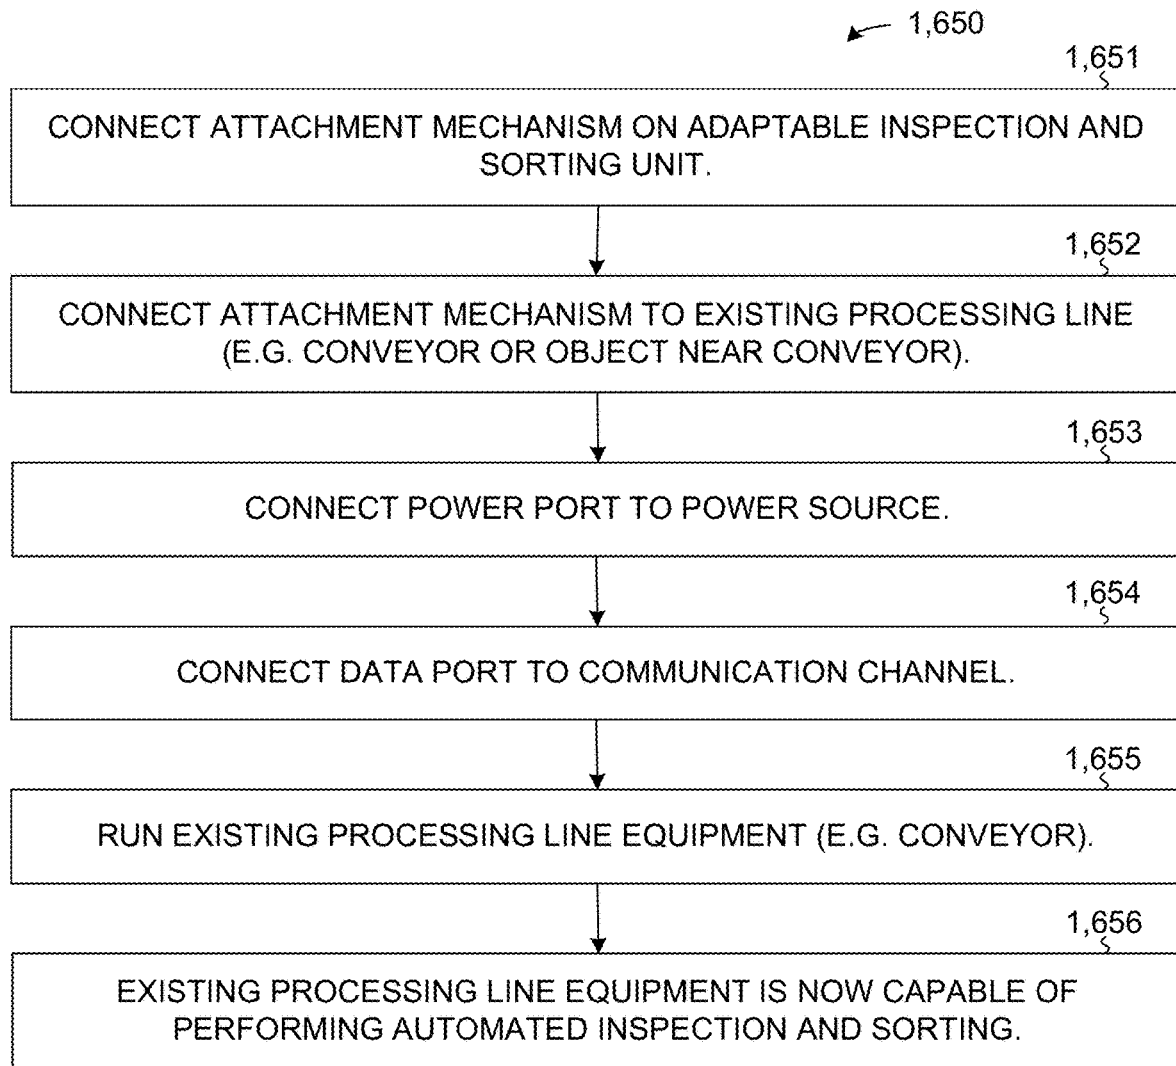 1,650
1,651
CONNECT ATTACHMENT MECHANISM ON ADAPTABLE INSPECTION AND
SORTING UNIT.
1,652
CONNECT ATTACHMENT MECHANISM TO EXISTING PROCESSING LINE
(E.G. CONVEYOR OR OBJECT NEAR CONVEYOR).
1,653
CONNECT POWER PORT TO POWER SOURCE.
1,654
CONNECT DATA PORT TO COMMUNICATION CHANNEL.
1,655
RUN EXISTING PROCESSING LINE EQUIPMENT (E.G. CONVEYOR).
1,656
EXISTING PROCESSING LINE EQUIPMENT IS NOW CAPABLE OF
PERFORMING AUTOMATED INSPECTION AND SORTING.